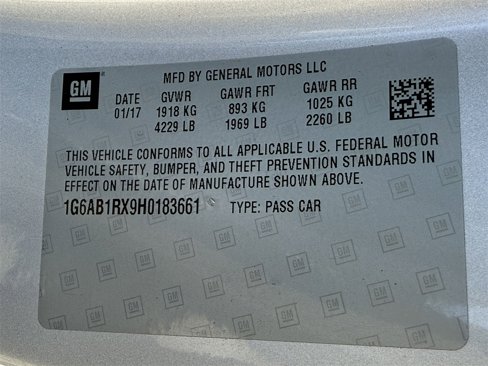 GM
MFD BY GENERAL MOTORS LLC
DATE GVWR GAWR FRT GAWR RR
01/17 1918 KG 893 KG 1025 KG
4229 LB 1969 LB 2260 LB
THIS VEHICLE CONFORMS TO ALL APPLICABLE U.S. FEDERAL MOTOR
VEHICLE SAFETY, BUMPER, AND THEFT PREVENTION STANDARDS IN
EFFECT ON THE DATE OF MANUFACTURE SHOWN ABOVE.
1G6AB1RX9H0183661 TYPE: PASS CAR